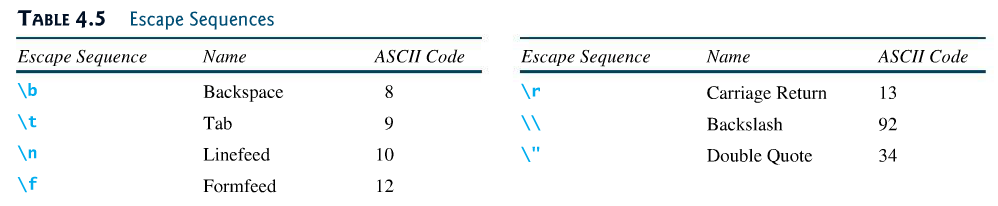 TABLE 4.5 Escape Sequences
Escape Sequence Name ASCII Code
\b Backspace 8
\t Tab 9
\n Linefeed 10
\f Formfeed 12
Escape Sequence Name ASCII Code
\r Carriage Return 13
\\ Backslash 92
\" Double Quote 34